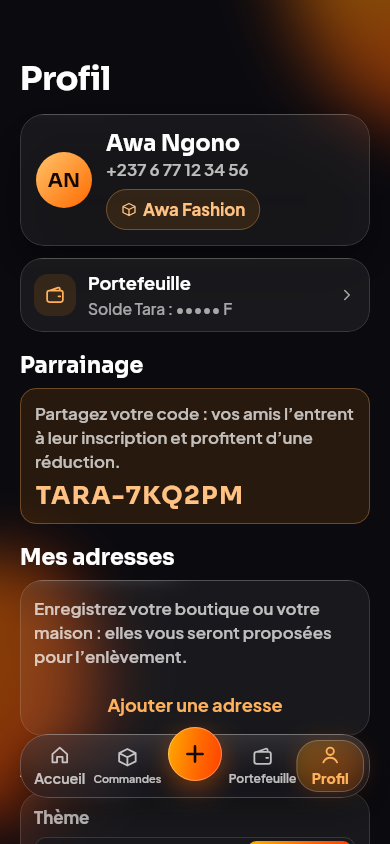 Profil
AN
Awa Ngono
+237 6 77 12 34 56
Awa Fashion
Portefeuille
Solde Tara : ••••• F
Parrainage
Partagez votre code : vos amis l’entrent
à leur inscription et profitent d’une
réduction.
TARA-7KQ2PM
Mes adresses
Enregistrez votre boutique ou votre
maison : elles vous seront proposées
pour l’enlèvement.
Ajouter une adresse
Accueil
Commandes
Portefeuille
Profil
Thème